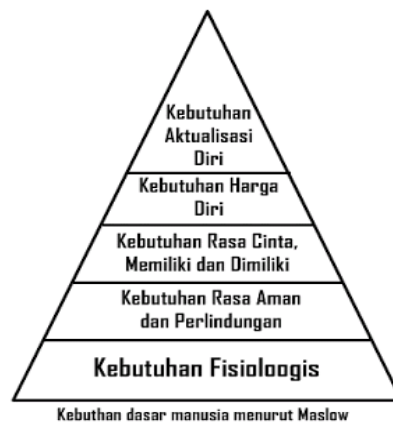 Kebutuhan
Aktualisasi
Diri
Kebutuhan Harga
Diri
Kebutuhan Rasa Cinta,
Memiliki dan Dimiliki
Kebutuhan Rasa Aman
dan Perlindungan
Kebutuhan Fisioloogis
Kebuthan dasar manusia menurut Maslow